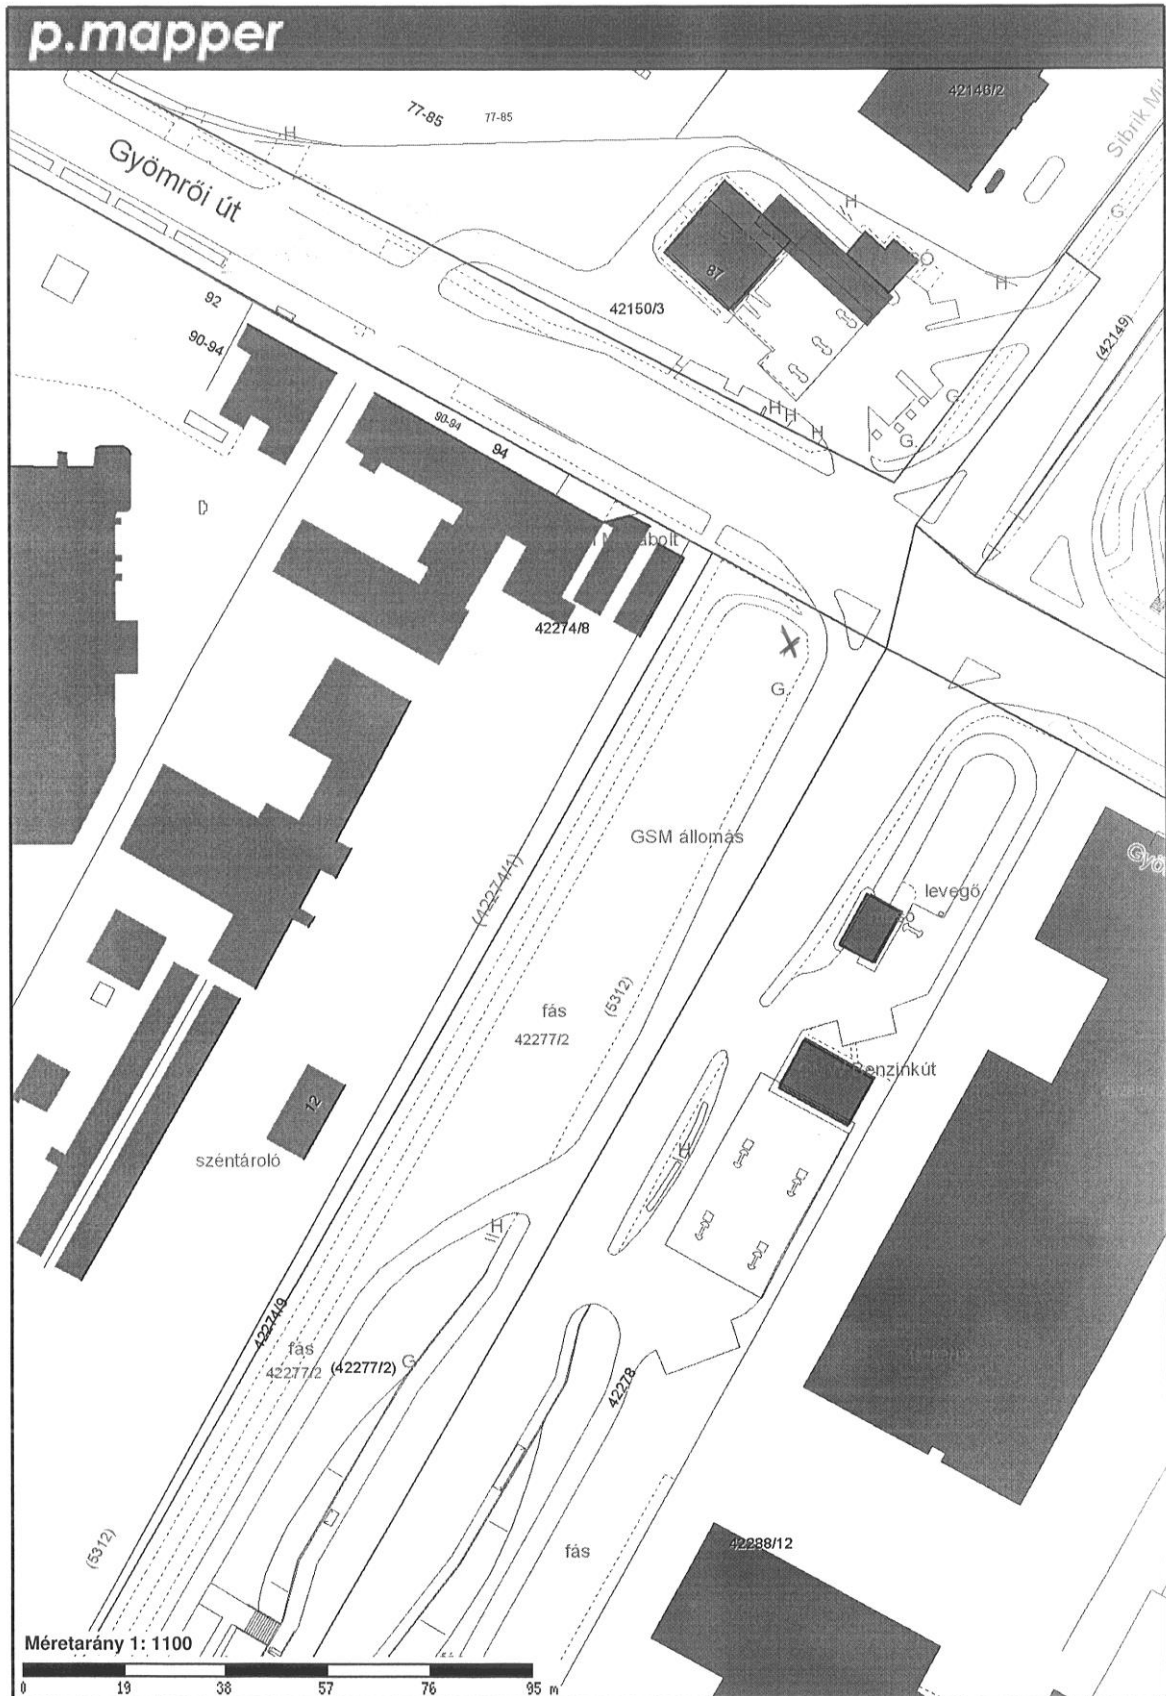 p.mapper
42146/2
77-85
77-85
H
Gyömrői út
H
G
87
H
92
42150/3
(42149)
90-94
90-94
94
H
H
H
G
G
D
42274/8
G
GSM állomás
(42274/1)
levegő
fás
42277/2
(5312)
Benzinkút
12
széntároló
H
42274/9
fás
42277/2
(42277/2)
G
42278
(5312)
fás
42288/12
Méretarány 1: 1100
0 19 38 57 76 95 m